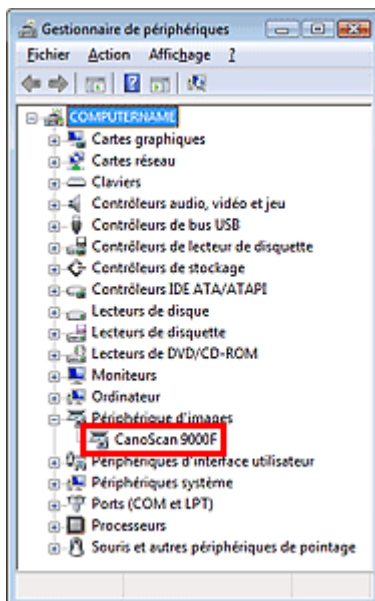 Gestionnaire de périphériques
Fichier Action Affichage ?
COMPUTERNAME
Cartes graphiques
Cartes réseau
Claviers
Contrôleurs audio, vidéo et jeu
Contrôleurs de bus USB
Contrôleurs de lecteur de disquette
Contrôleurs de stockage
Contrôleurs IDE ATA/ATAPI
Lecteurs de disque
Lecteurs de disquette
Lecteurs de DVD/CD-ROM
Moniteurs
Ordinateur
Périphérique d'images
CanoScan 9000F
Périphériques d'interface utilisateur
Périphériques système
Ports (COM et LPT)
Processeurs
Souris et autres périphériques de pointage